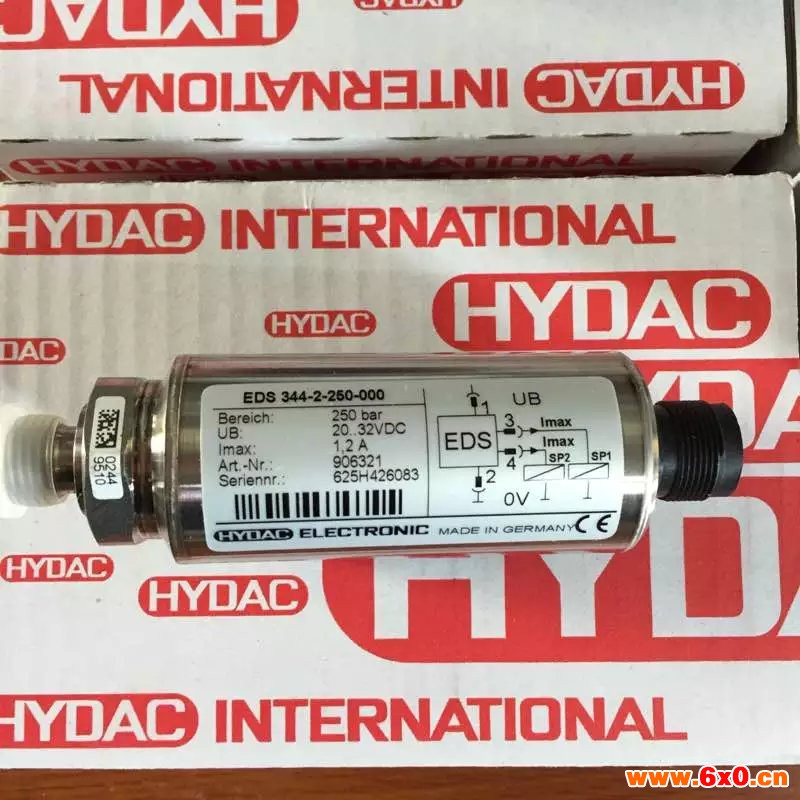 HYDAC INTERNATIONAL
HYDAC INTERNATIONAL
HYDAC
HYDAC
HYDAC
EDS 344-2-250-000
Bereich: 250 bar
UB: 20..32VDC
Imax: 1,2 A
Art.-Nr.: 906321
Seriennr.: 625H426083
HYDAC ELECTRONIC MADE IN GERMANY CE
1
UB
3
Imax
EDS
Imax
4
SP2
SP1
2
0V
0244
9510
HYDAC
HYDAC
HYDA
HYDAC INTERNATIONAL
www.6x0.cn